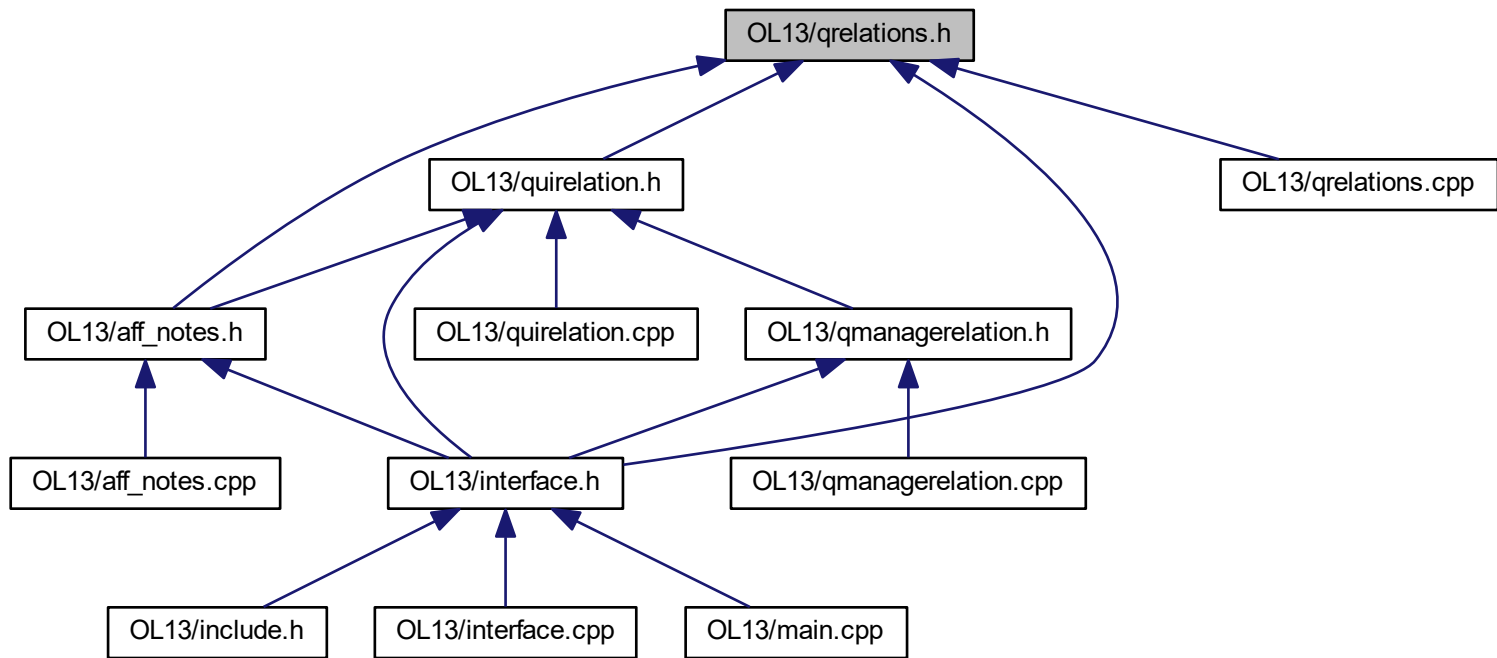 OL13/qrelations.h
OL13/quirelation.h
OL13/qrelations.cpp
OL13/aff_notes.h
OL13/quirelation.cpp
OL13/qmanagerelation.h
OL13/aff_notes.cpp
OL13/interface.h
OL13/qmanagerelation.cpp
OL13/include.h
OL13/interface.cpp
OL13/main.cpp